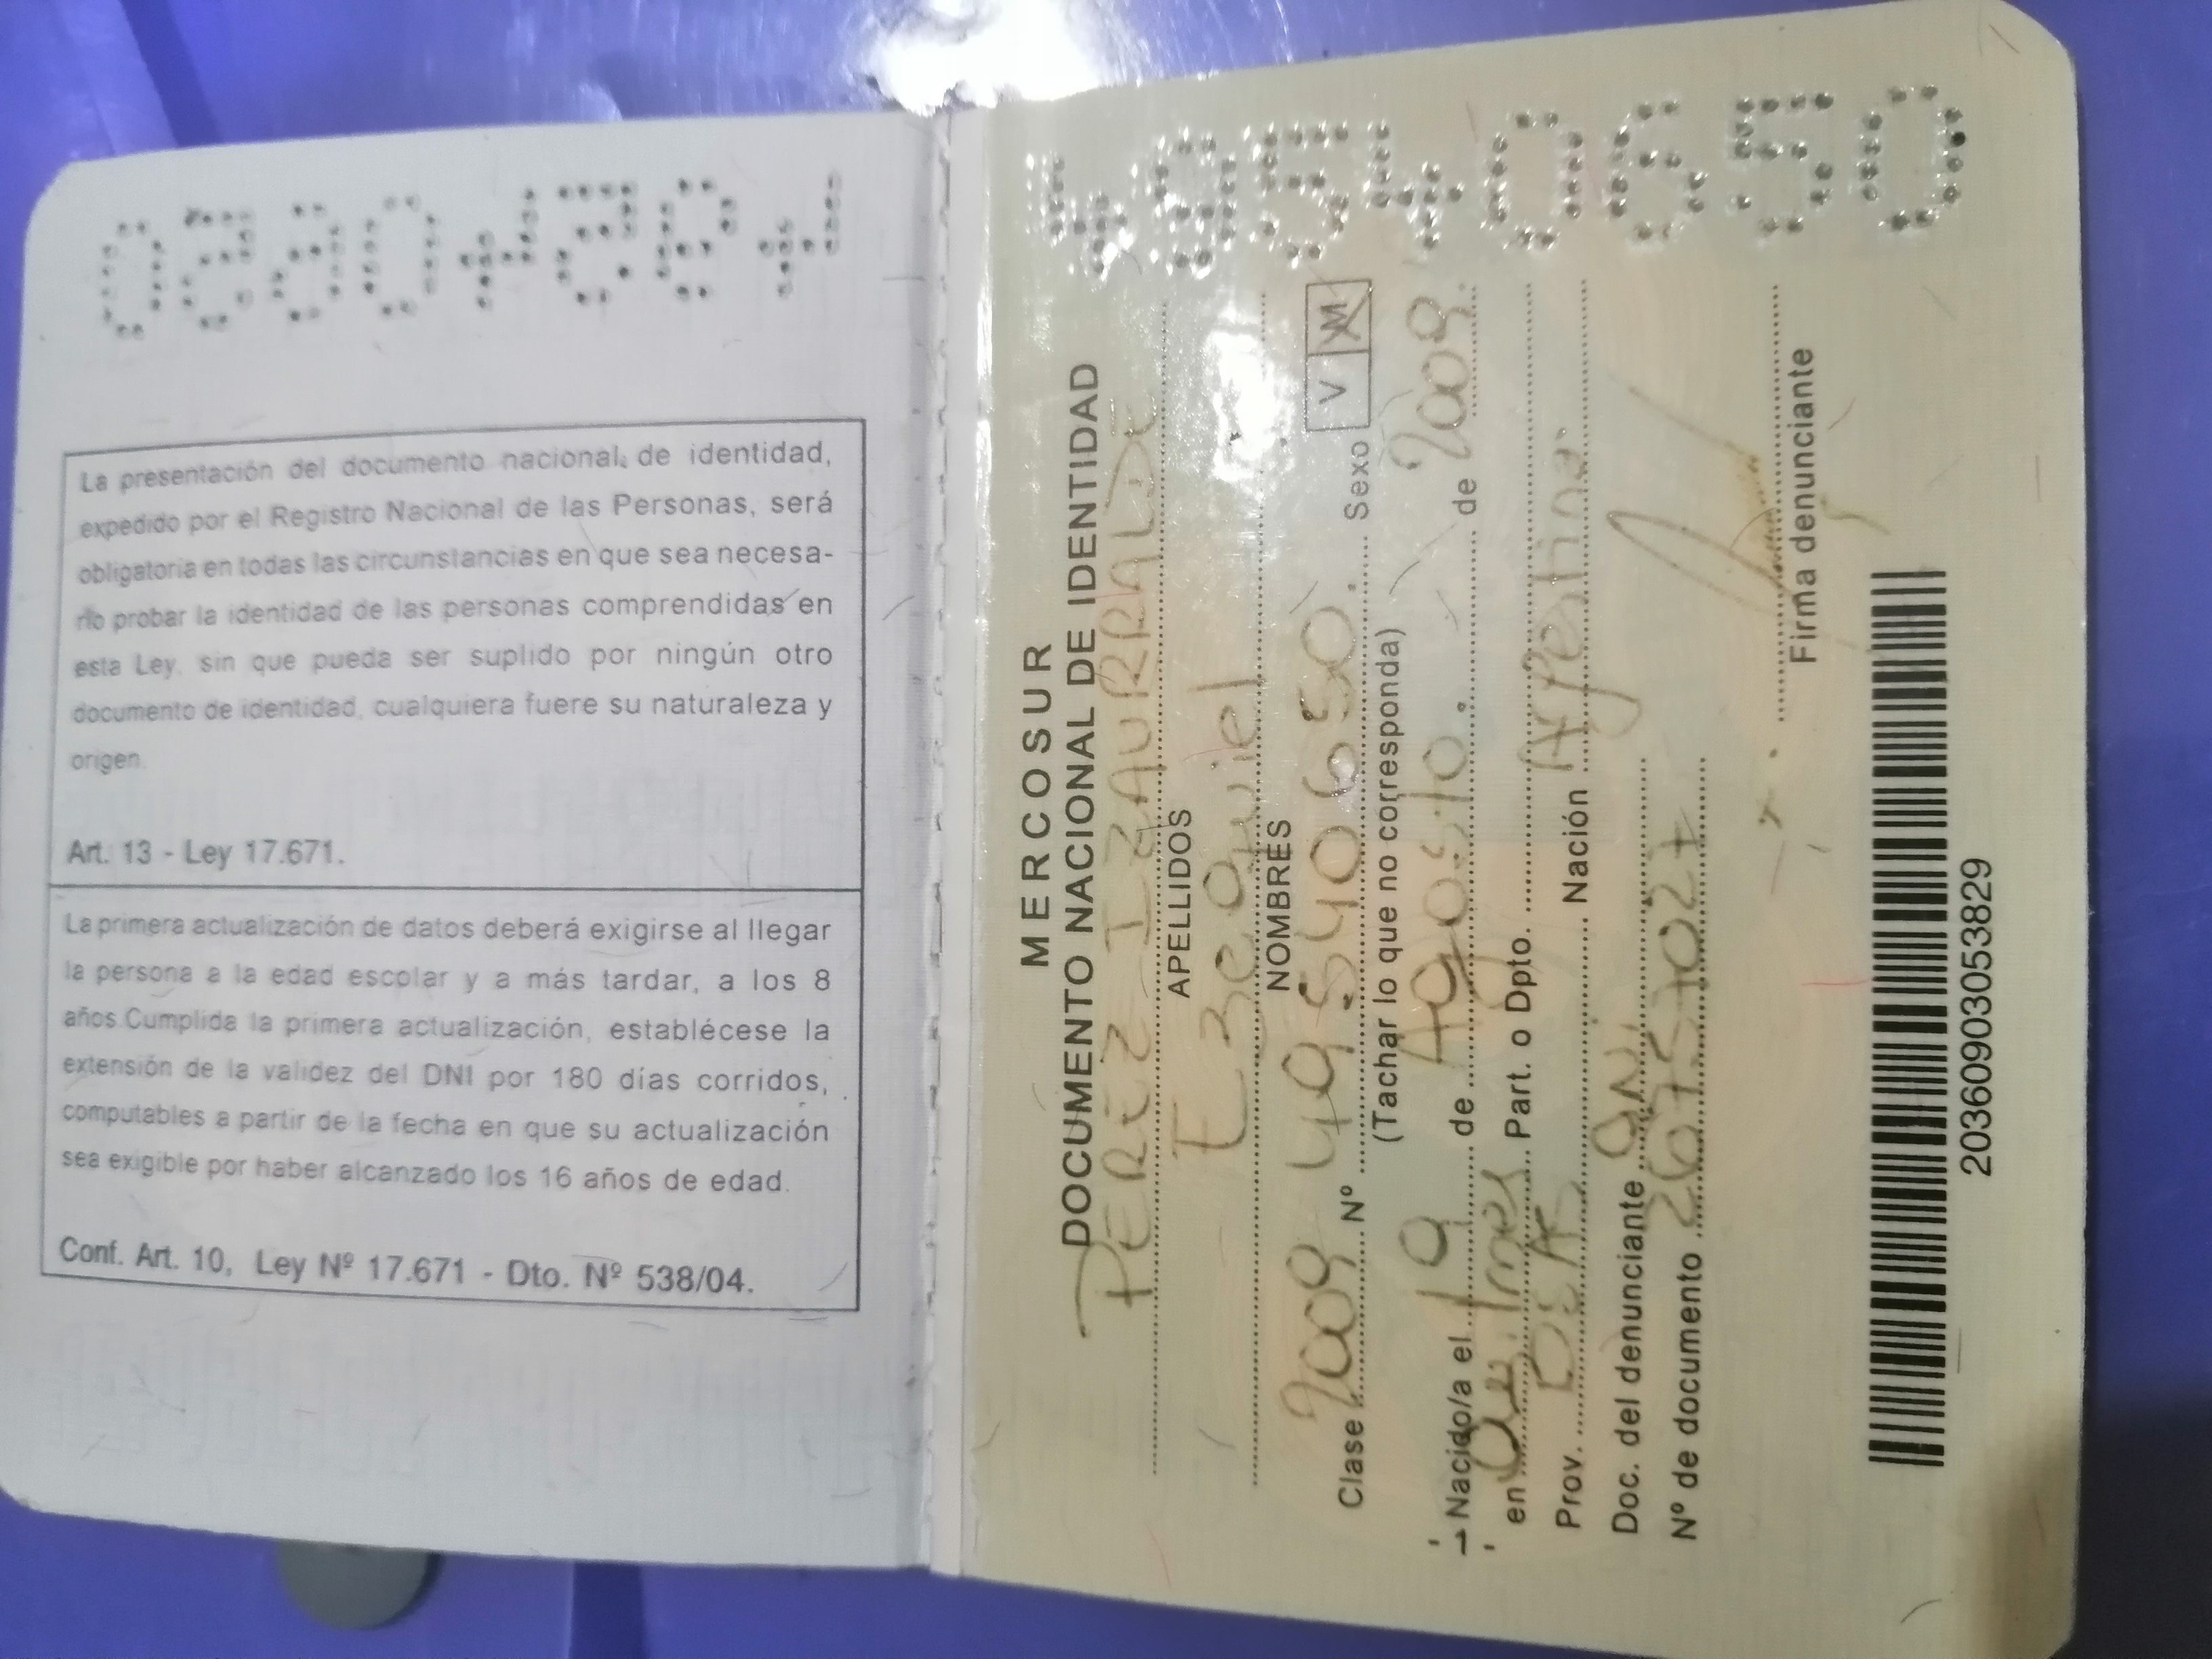 La presentación del documento nacional de identidad,
expedido por el Registro Nacional de las Personas, será
obligatoria en todas las circunstancias en que sea necesa-
rio probar la identidad de las personas comprendidas en
esta Ley, sin que pueda ser suplido por ningún otro
documento de identidad, cualquiera fuere su naturaleza y
origen.
Art. 13 - Ley 17.671.
La primera actualización de datos deberá exigirse al llegar
la persona a la edad escolar y a más tardar, a los 8
años. Cumplida la primera actualización, establécese la
extensión de la validez del DNI por 180 días corridos,
computables a partir de la fecha en que su actualización
sea exigible por haber alcanzado los 16 años de edad.
Conf. Art. 10, Ley Nº 17.671 - Dto. Nº 538/04.
49540650
MERCOSUR
DOCUMENTO NACIONAL DE IDENTIDAD
PEREZ IZAURRALDE
APELLIDOS
Ezequiel
NOMBRES
Clase 2009 Nº 49540650 Sexo V M
(Tachar lo que no corresponda)
Nacido/a el 19 de Agosto de 2009
en Quilmes Part. o Dpto.
Prov. BsA Nación Argentina
Doc. del denunciante DNI
Nº de documento
Firma denunciante
20360903053829
49540650